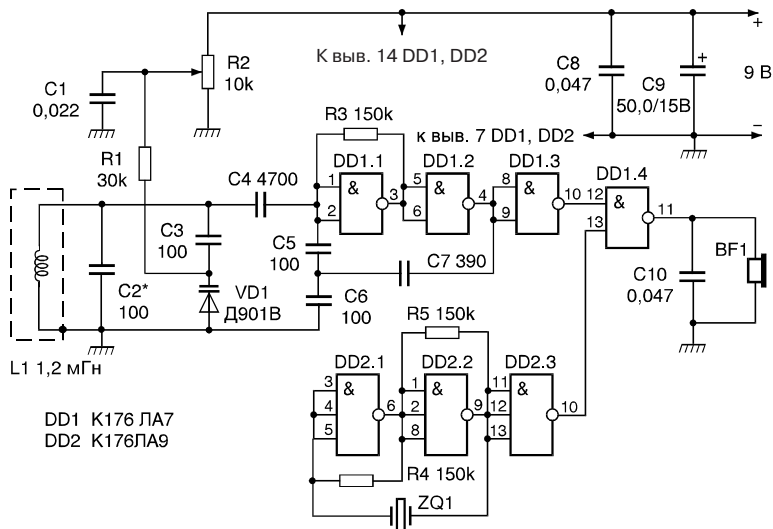 +
R2
10k
К выв. 14 DD1, DD2
C1
0,022
C8
0,047
+
C9
50,0/15В
9 В
R3 150k
к выв. 7 DD1, DD2
−
R1
30k
DD1.1
DD1.2
DD1.3
DD1.4
C4 4700
1
&
2
3
5
&
6
4
8
&
9
10
12
&
13
11
C3
100
C5
100
C7 390
BF1
C2*
100
VD1
Д901В
C6
100
C10
0,047
R5 150k
L1 1,2 мГн
DD2.1
DD2.2
DD2.3
3
&
4
5
6
1
&
2
8
9
11
&
12
13
10
DD1 К176 ЛА7
DD2 К176ЛА9
R4 150k
ZQ1